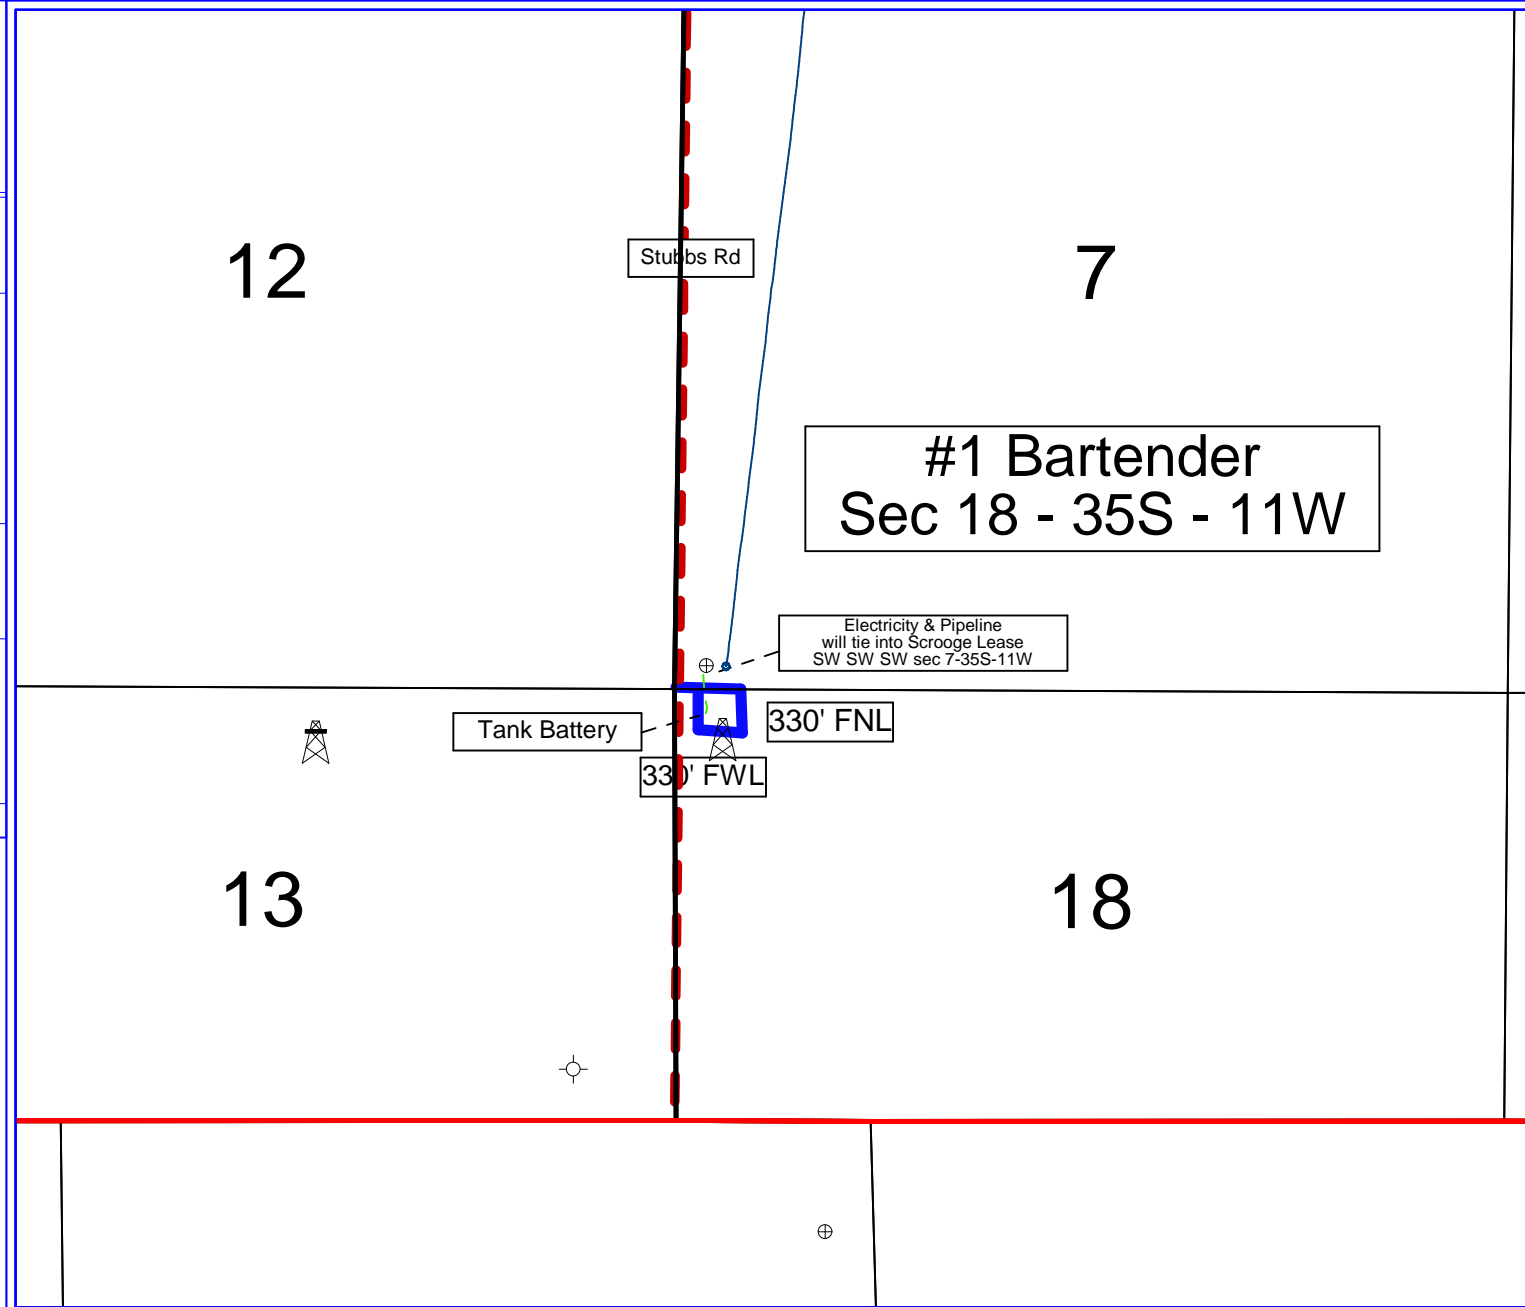 12
Stubbs Rd
7
#1 Bartender
Sec 18 - 35S - 11W
Electricity & Pipeline
will tie into Scrooge Lease
SW SW SW sec 7-35S-11W
Tank Battery
330' FNL
330' FWL
13
18